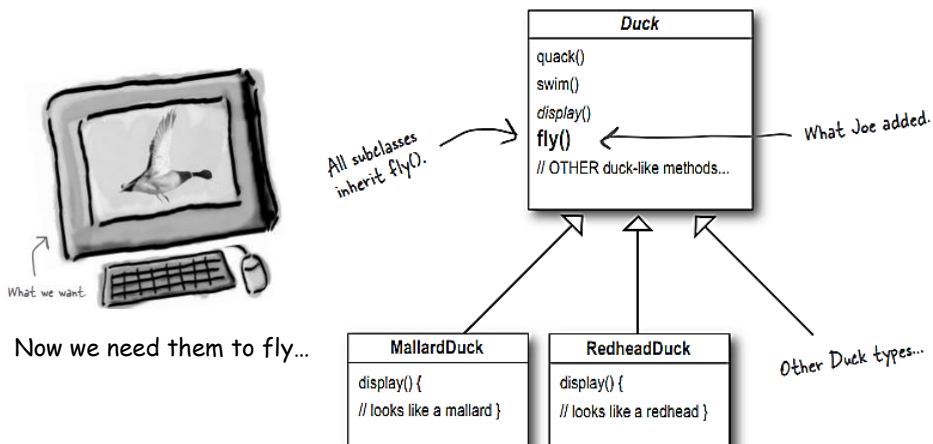 What we want
Now we need them to fly...
All subclasses
inherit fly().
Duck
quack()
swim()
display()
fly()
// OTHER duck-like methods...
What Joe added.
MallardDuck
display() {
// looks like a mallard }
RedheadDuck
display() {
// looks like a redhead }
Other Duck types...